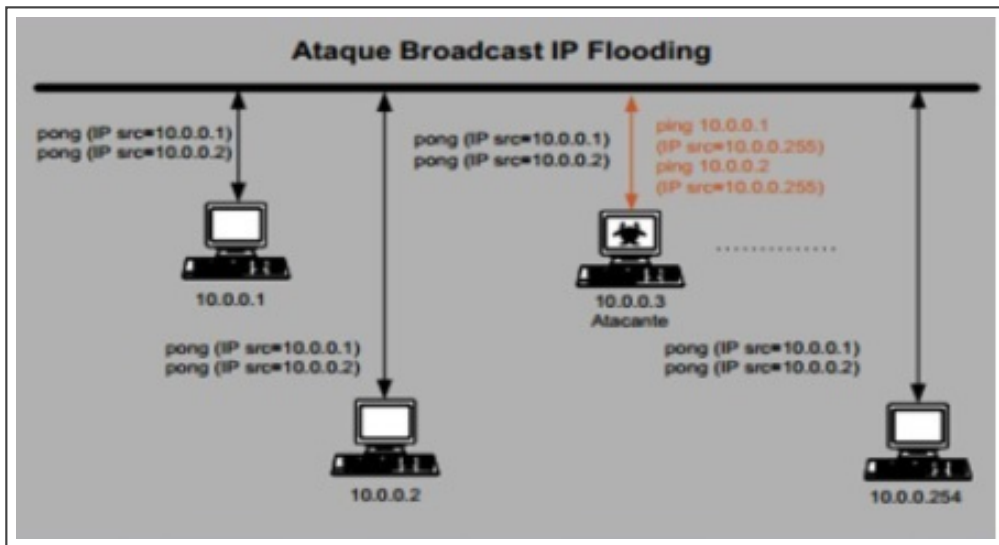 Ataque Broadcast IP Flooding
pong (IP src=10.0.0.1)
pong (IP src=10.0.0.2)
pong (IP src=10.0.0.1)
pong (IP src=10.0.0.2)
ping 10.0.0.1
(IP src=10.0.0.255)
ping 10.0.0.2
(IP src=10.0.0.255)
10.0.0.1
10.0.0.3
Atacante
pong (IP src=10.0.0.1)
pong (IP src=10.0.0.2)
pong (IP src=10.0.0.1)
pong (IP src=10.0.0.2)
10.0.0.2
10.0.0.254